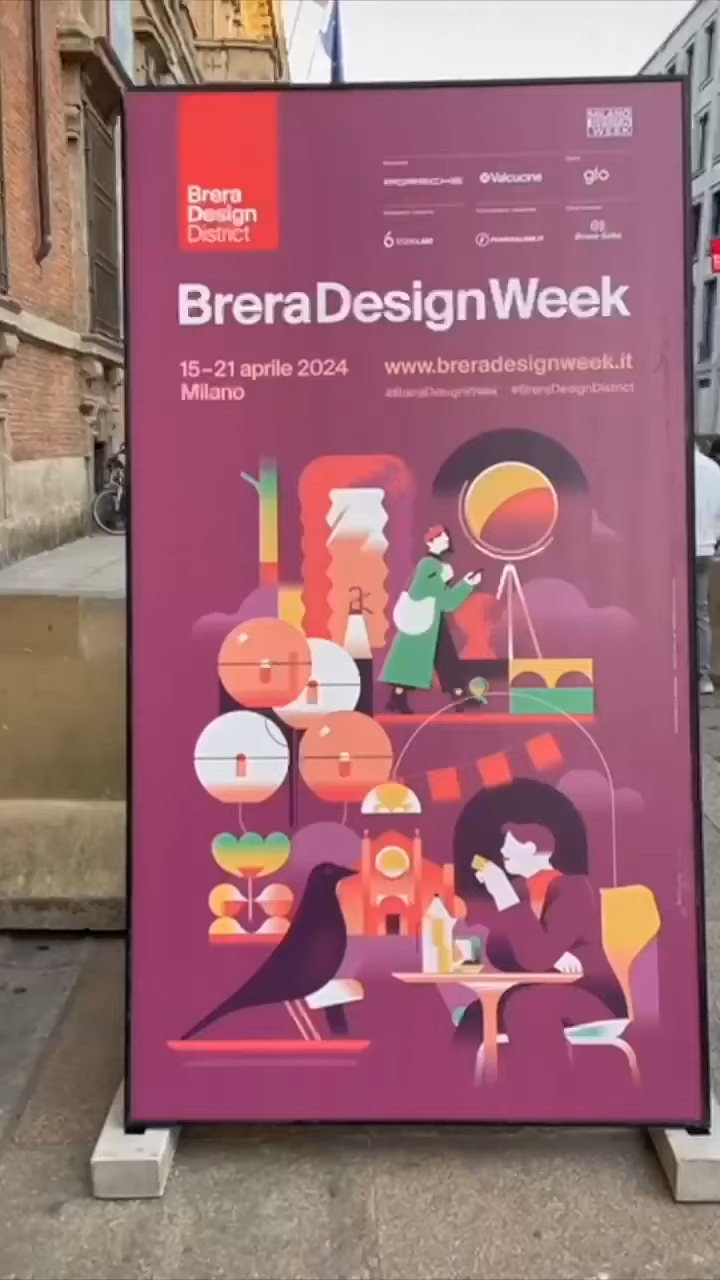 Brera
Design
District
MILANO
DESIGN
WEEK
PORSCHE
Valcucine
glo
6
BreraDesignWeek
15–21 aprile 2024
Milano
www.breradesignweek.it
#BreraDesignWeek #BreraDesignDistrict